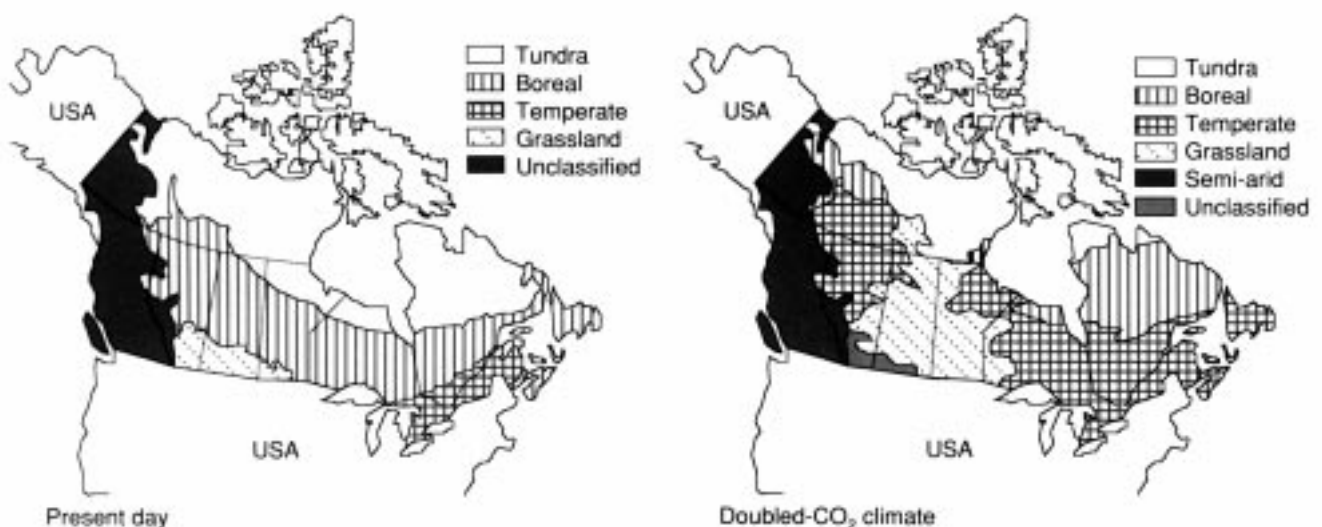 USA
Tundra
Boreal
Temperate
Grassland
Unclassified
USA
Present day
USA
Tundra
Boreal
Temperate
Grassland
Semi-arid
Unclassified
USA
Doubled-CO₂ climate